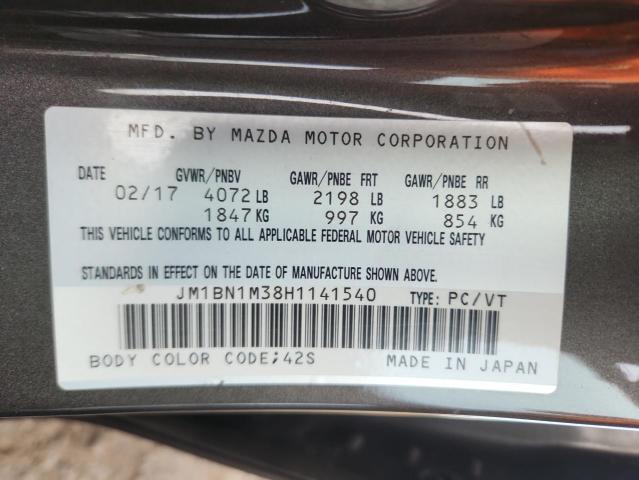 MFD. BY MAZDA MOTOR CORPORATION
DATE GVWR/PNBV GAWR/PNBE FRT GAWR/PNBE RR
02/17 4072 LB 2198 LB 1883 LB
1847 KG 997 KG 854 KG
THIS VEHICLE CONFORMS TO ALL APPLICABLE FEDERAL MOTOR VEHICLE SAFETY
STANDARDS IN EFFECT ON THE DATE OF MANUFACTURE SHOWN ABOVE.
JM1BN1M38H1141540 TYPE: PC/VT
BODY COLOR CODE;42S MADE IN JAPAN